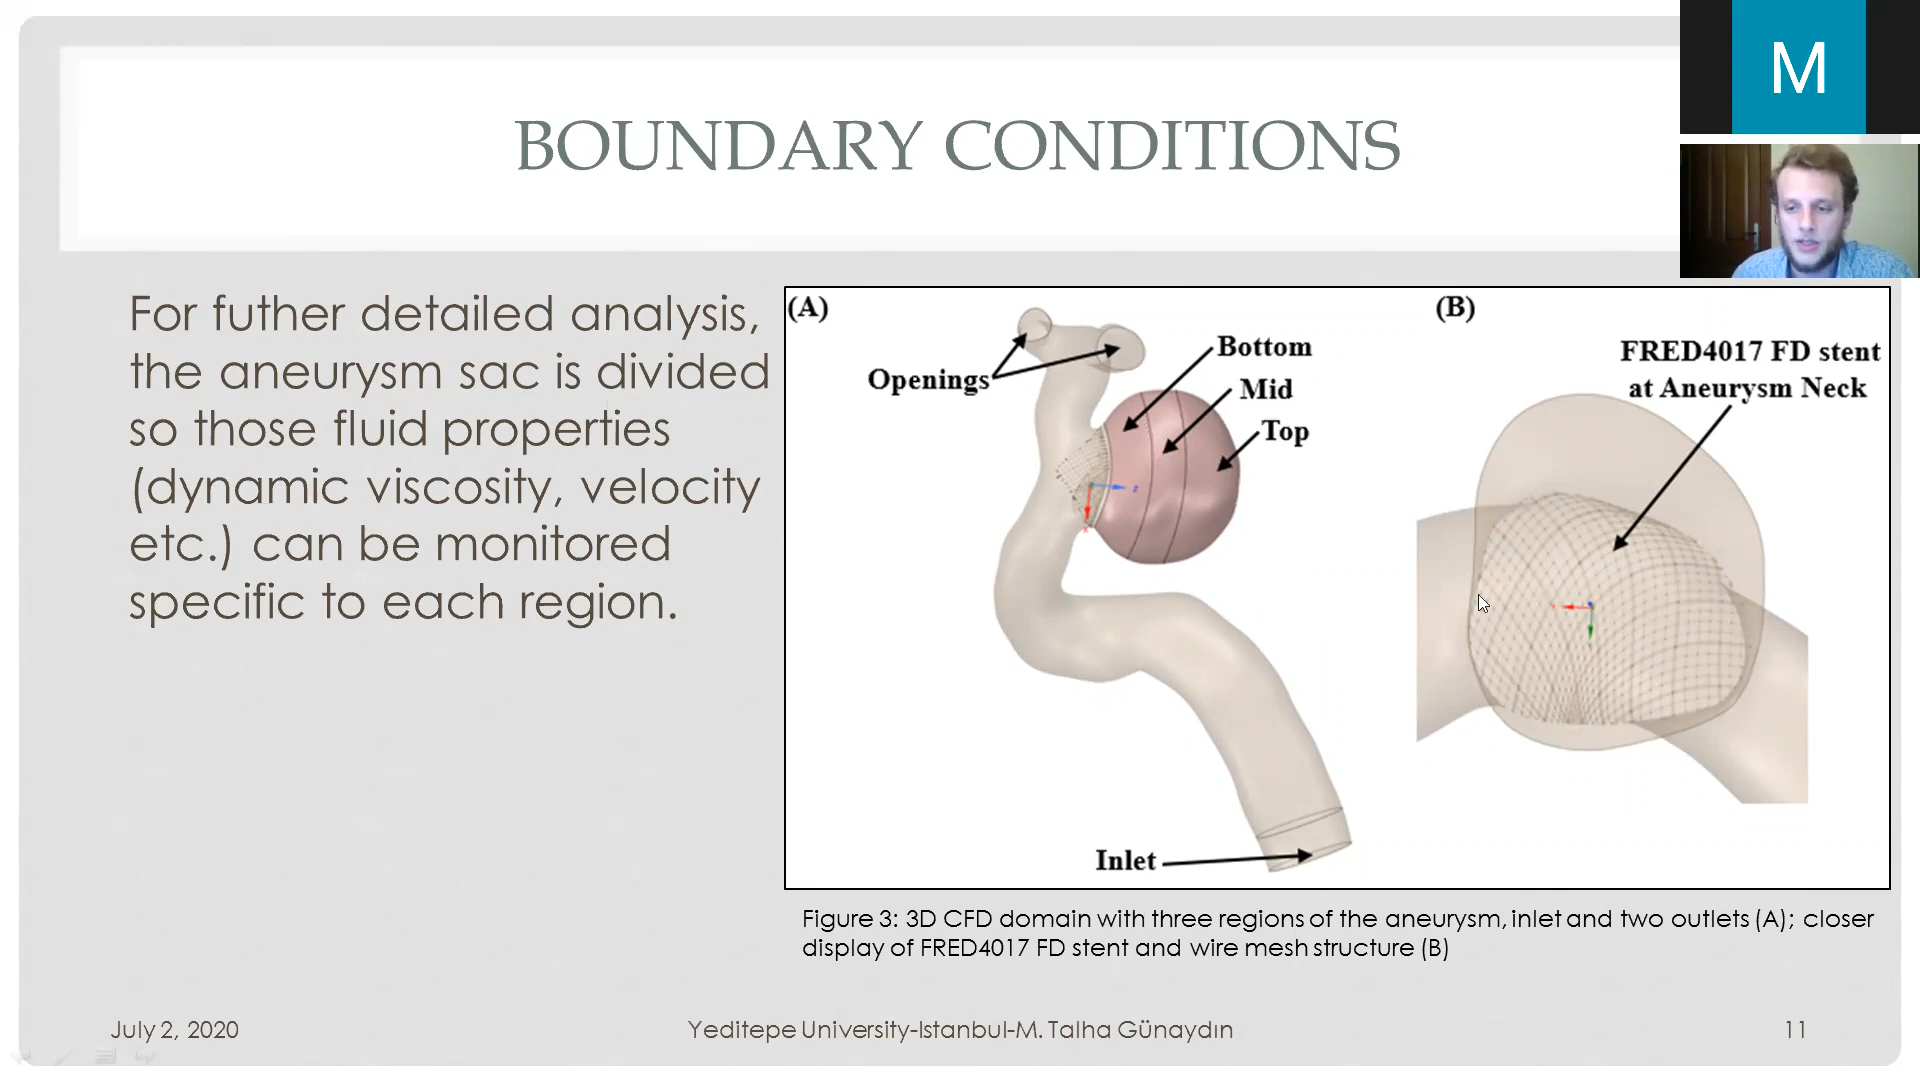 M
BOUNDARY CONDITIONS
For futher detailed analysis,
the aneurysm sac is divided
so those fluid properties
(dynamic viscosity, velocity
etc.) can be monitored
specific to each region.
(A)
Openings
Bottom
Mid
Top
z
x
Inlet
(B)
FRED4017 FD stent
at Aneurysm Neck
Figure 3: 3D CFD domain with three regions of the aneurysm, inlet and two outlets (A); closer
display of FRED4017 FD stent and wire mesh structure (B)
July 2, 2020
Yeditepe University-Istanbul-M. Talha Günaydın
11